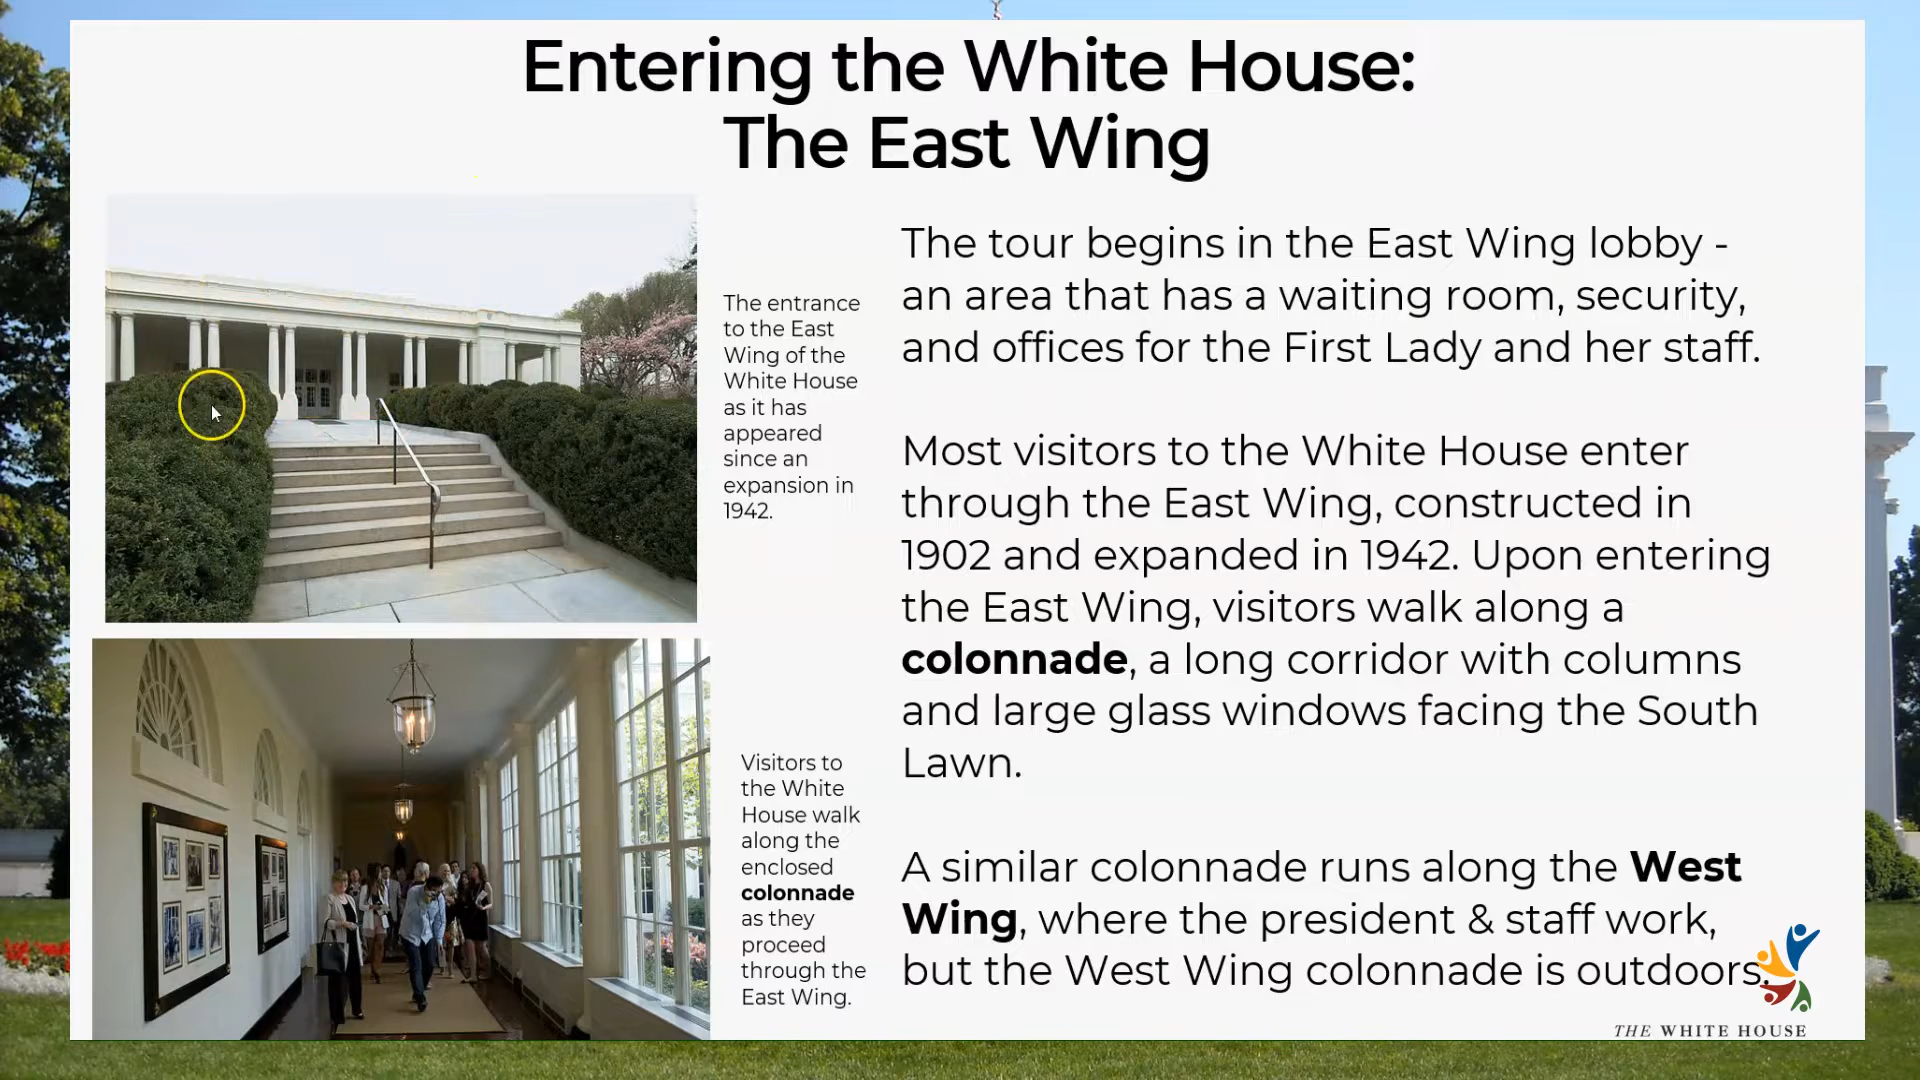 Entering the White House:
The East Wing
The entrance
to the East
Wing of the
White House
as it has
appeared
since an
expansion in
1942.
Visitors to
the White
House walk
along the
enclosed
colonnade
as they
proceed
through the
East Wing.
The tour begins in the East Wing lobby -
an area that has a waiting room, security,
and offices for the First Lady and her staff.
Most visitors to the White House enter
through the East Wing, constructed in
1902 and expanded in 1942. Upon entering
the East Wing, visitors walk along a
colonnade, a long corridor with columns
and large glass windows facing the South
Lawn.
A similar colonnade runs along the West
Wing, where the president & staff work,
but the West Wing colonnade is outdoors.
THE WHITE HOUSE